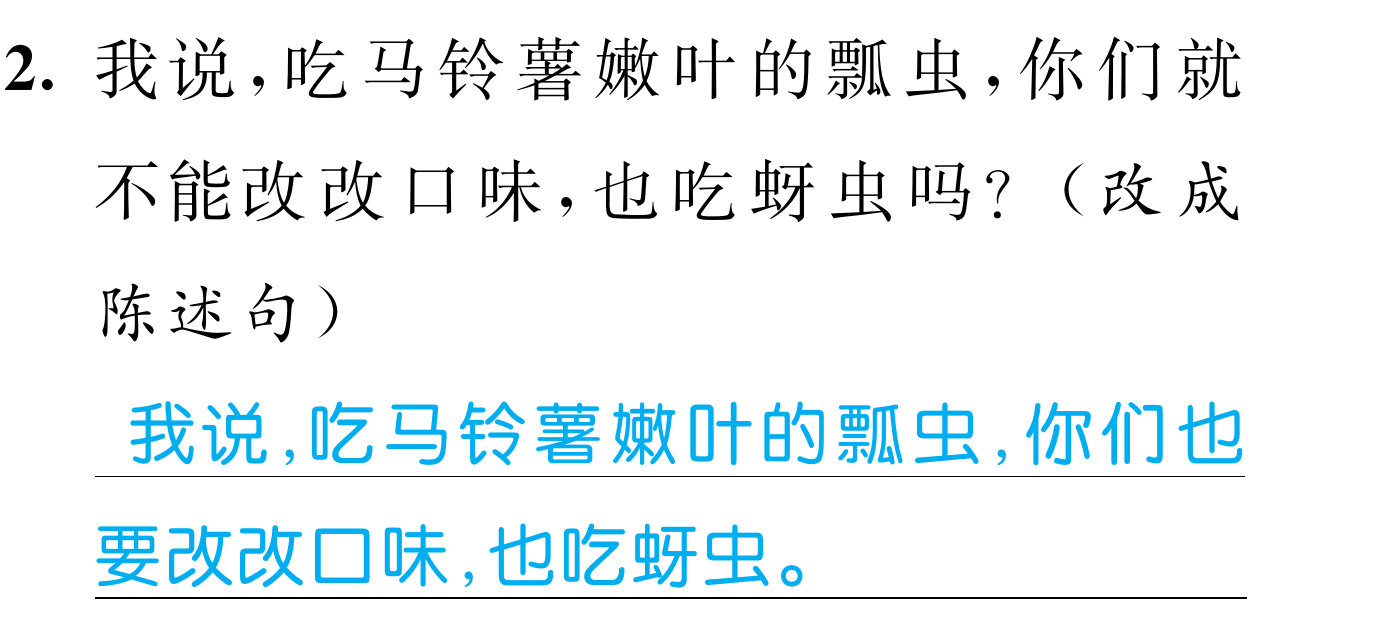 2. 我说,吃马铃薯嫩叶的瓢虫,你们就
不能改改口味,也吃蚜虫吗?(改成
陈述句)
我说,吃马铃薯嫩叶的瓢虫,你们也
要改改口味,也吃蚜虫。